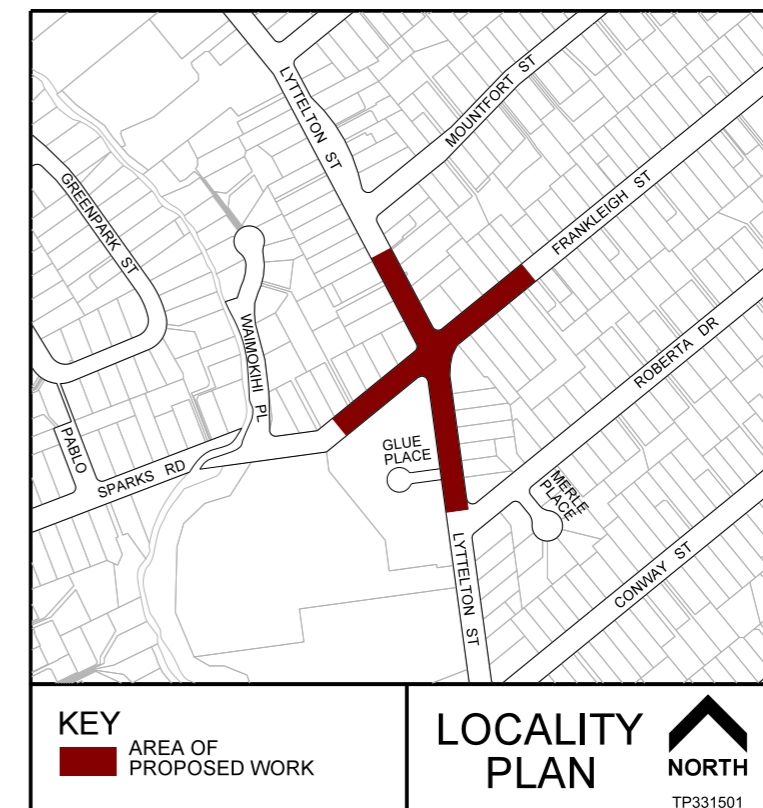 LYTTELTON ST
MOUNTFORT ST
GREENPARK ST
FRANKLEIGH ST
WAIMOKIHI PL
ROBERTA DR
PABLO
SPARKS RD
GLUE
PLACE
MERLE
PLACE
LYTTELTON ST
CONWAY ST
KEY
AREA OF
PROPOSED WORK
LOCALITY
PLAN
NORTH
TP331501